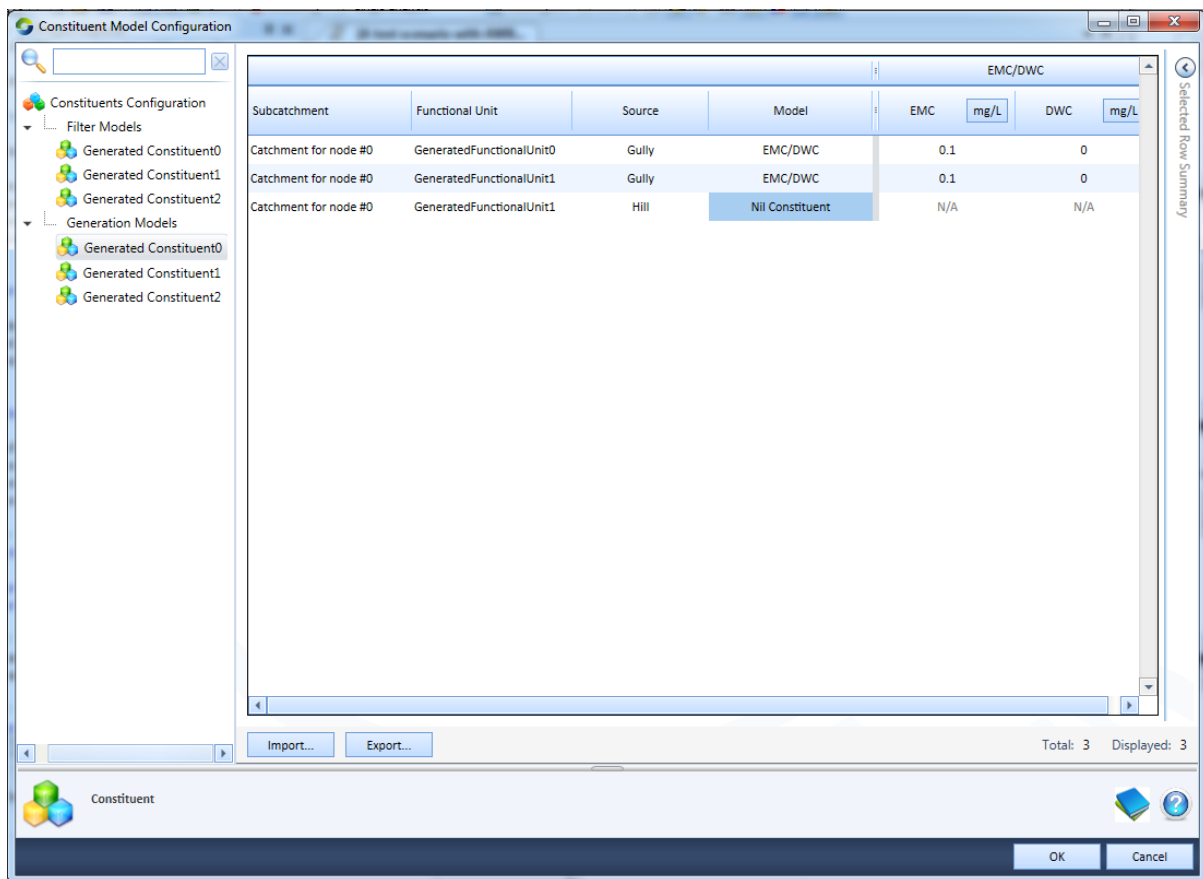 Constituent Model Configuration
Constituents Configuration
Filter Models
Generated Constituent0
Generated Constituent1
Generated Constituent2
Generation Models
Generated Constituent0
Generated Constituent1
Generated Constituent2
EMC/DWC
Subcatchment Functional Unit Source Model EMC mg/L DWC mg/L
Catchment for node #0 GeneratedFunctionalUnit0 Gully EMC/DWC 0.1 0
Catchment for node #0 GeneratedFunctionalUnit1 Gully EMC/DWC 0.1 0
Catchment for node #0 GeneratedFunctionalUnit1 Hill Nil Constituent N/A N/A
Selected Row Summary
Import... Export... Total: 3 Displayed: 3
Constituent
OK Cancel